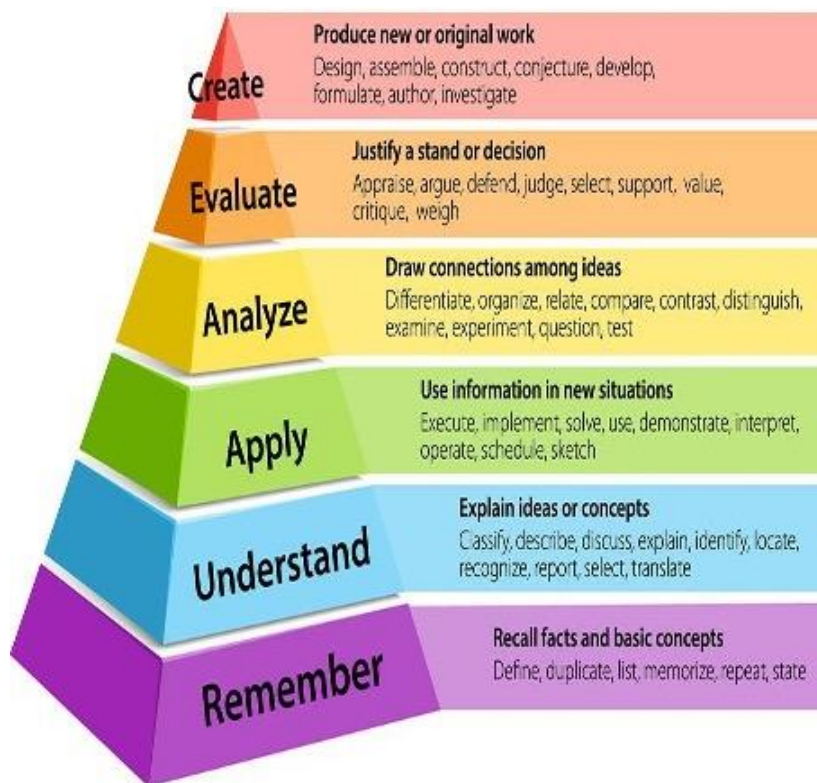 Create
Produce new or original work
Design, assemble, construct, conjecture, develop,
formulate, author, investigate
Evaluate
Justify a stand or decision
Appraise, argue, defend, judge, select, support, value,
critique, weigh
Analyze
Draw connections among ideas
Differentiate, organize, relate, compare, contrast, distinguish,
examine, experiment, question, test
Apply
Use information in new situations
Execute, implement, solve, use, demonstrate, interpret,
operate, schedule, sketch
Understand
Explain ideas or concepts
Classify, describe, discuss, explain, identify, locate,
recognize, report, select, translate
Remember
Recall facts and basic concepts
Define, duplicate, list, memorize, repeat, state